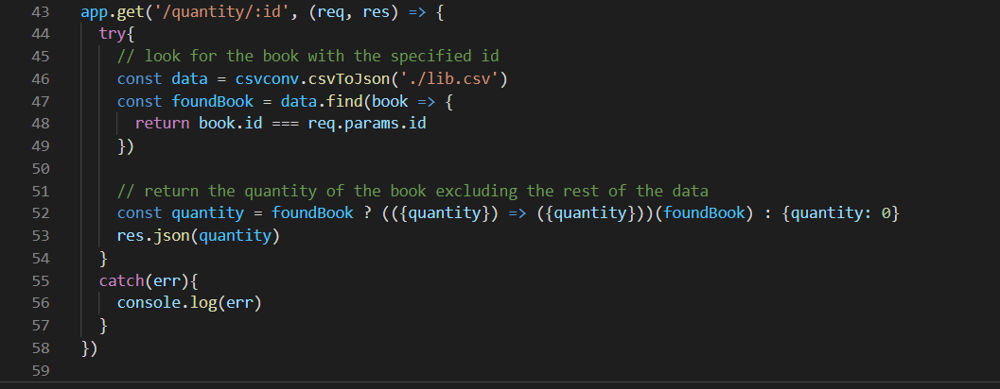 43 app.get('/quantity/:id', (req, res) => {
44 try{
45 // look for the book with the specified id
46 const data = csvconv.csvToJson('./lib.csv')
47 const foundBook = data.find(book => {
48 return book.id === req.params.id
49 })
50
51 // return the quantity of the book excluding the rest of the data
52 const quantity = foundBook ? (({quantity}) => ({quantity}))(foundBook) : {quantity: 0}
53 res.json(quantity)
54 }
55 catch(err){
56 console.log(err)
57 }
58 })
59